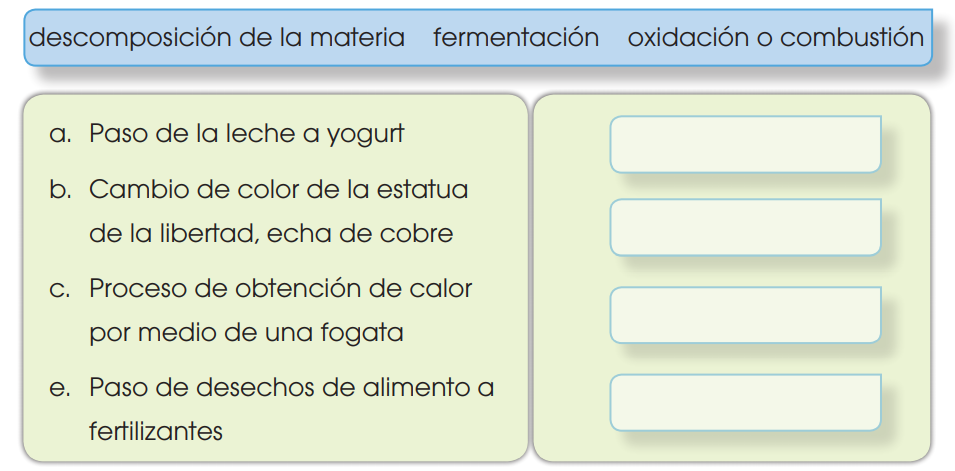 descomposición de la materia fermentación oxidación o combustión
a. Paso de la leche a yogurt
b. Cambio de color de la estatua
de la libertad, echa de cobre
c. Proceso de obtención de calor
por medio de una fogata
e. Paso de desechos de alimento a
fertilizantes